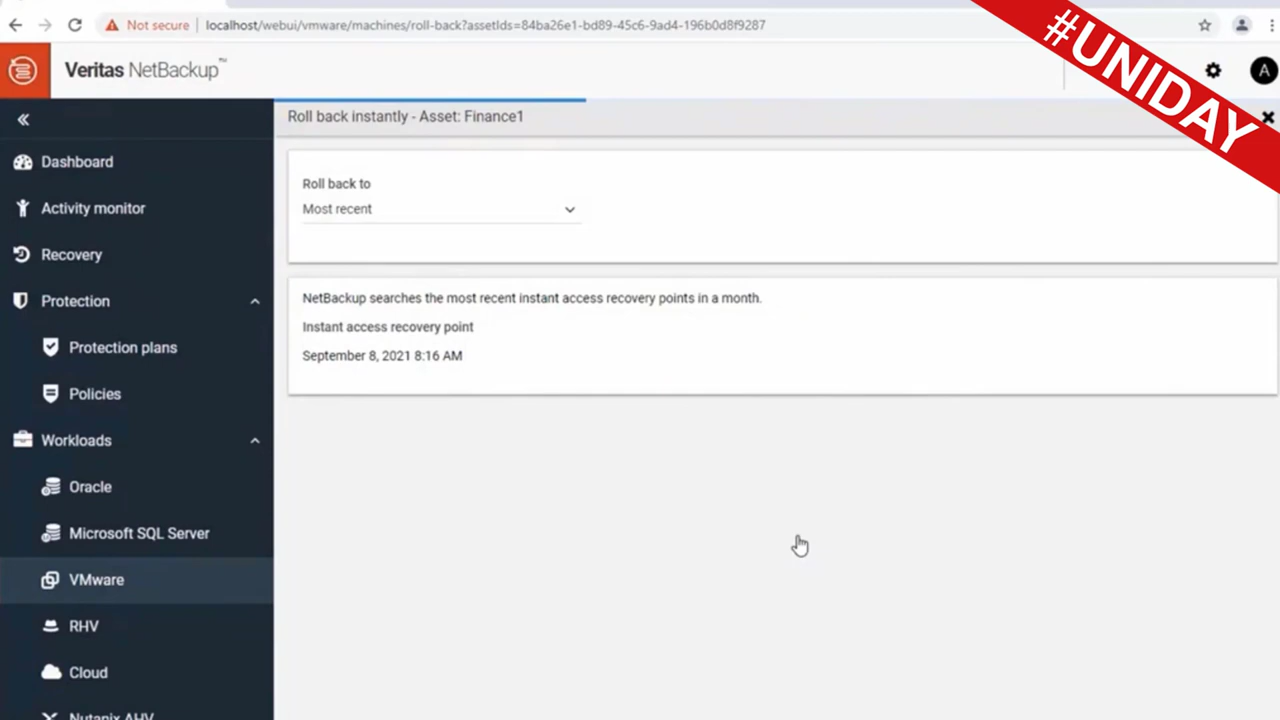 Not secure
localhost/webui/vmware/machines/roll-back?assetIds=84ba26e1-bd89-45c6-9ad4-196b0d8f9287
#UNIDAY
Veritas NetBackup™
A
Roll back instantly - Asset: Finance1
Dashboard
Activity monitor
Recovery
Protection
Protection plans
Policies
Workloads
Oracle
Microsoft SQL Server
VMware
RHV
Cloud
Nutanix AHV
Roll back to
Most recent
NetBackup searches the most recent instant access recovery points in a month.
Instant access recovery point
September 8, 2021 8:16 AM